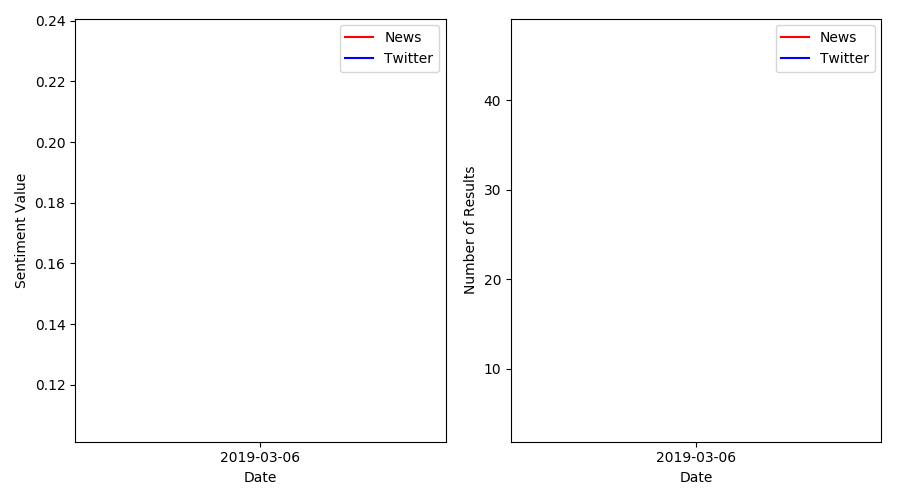 0.24
0.22
0.20
0.18
0.16
0.14
0.12
Sentiment Value
News
Twitter
2019-03-06
Date
40
30
20
10
Number of Results
News
Twitter
2019-03-06
Date